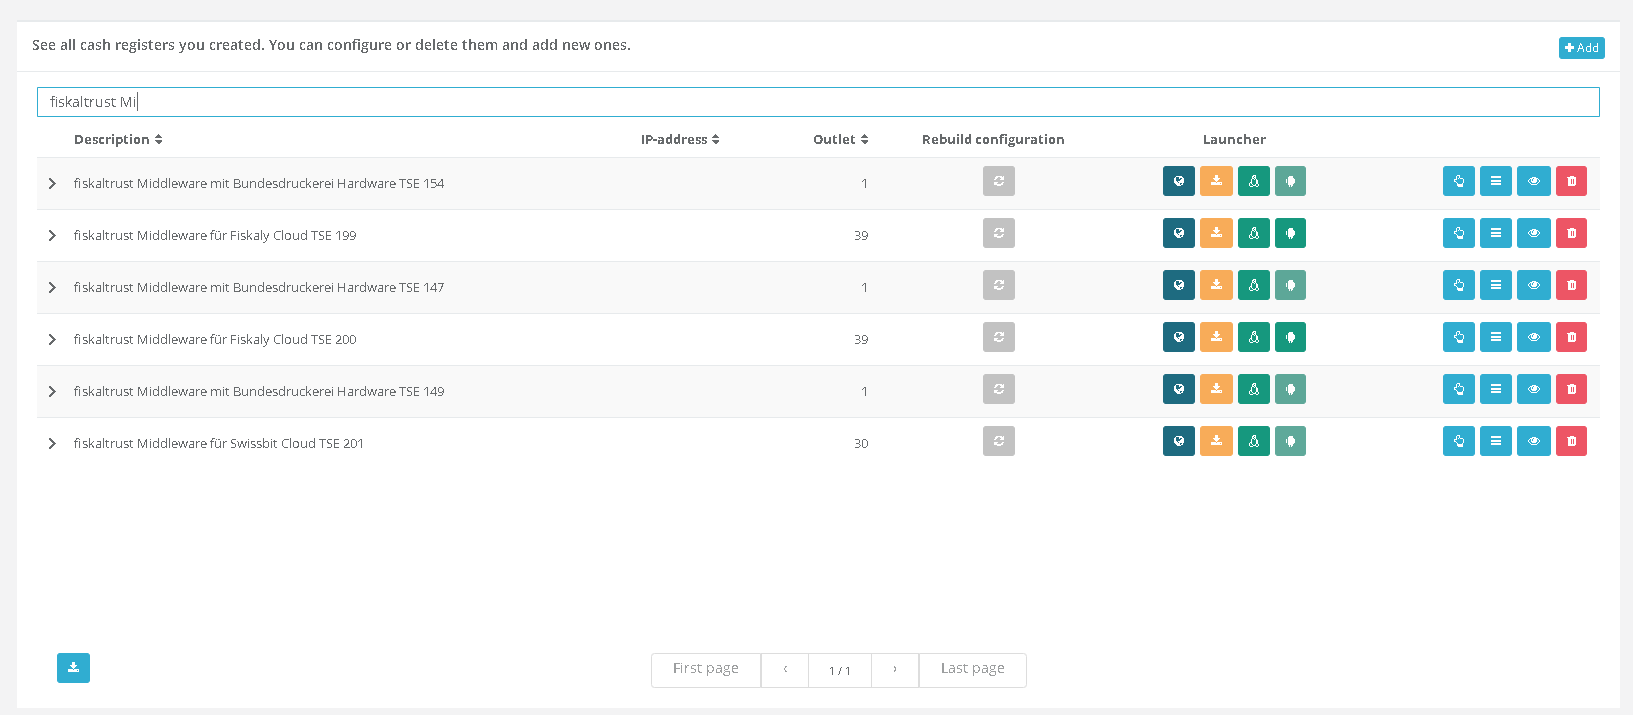 See all cash registers you created. You can configure or delete them and add new ones.
Add
fiskaltrust Mi
Description IP-address Outlet Rebuild configuration Launcher
fiskaltrust Middleware mit Bundesdruckerei Hardware TSE 154 1
fiskaltrust Middleware für Fiskaly Cloud TSE 199 39
fiskaltrust Middleware mit Bundesdruckerei Hardware TSE 147 1
fiskaltrust Middleware für Fiskaly Cloud TSE 200 39
fiskaltrust Middleware mit Bundesdruckerei Hardware TSE 149 1
fiskaltrust Middleware für Swissbit Cloud TSE 201 30
First page ‹ 1 / 1 › Last page